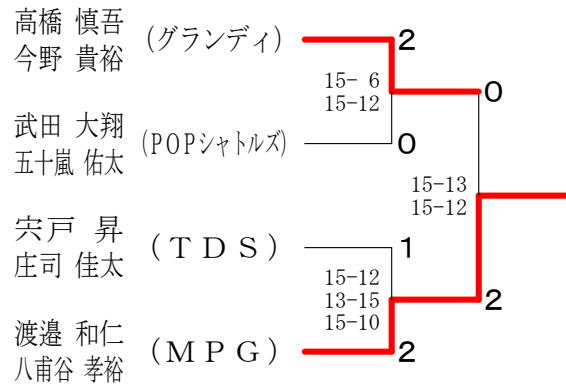 高橋 慎吾
今野 貴裕
(グランディ)
2
15- 6
15-12
0
武田 大翔
五十嵐 佑太
(POPシャトルズ)
0
15-13
15-12
宍戸 昇
庄司 佳太
(TDS)
1
15-12
13-15
15-10
2
渡邉 和仁
八甫谷 孝裕
(MPG)
2